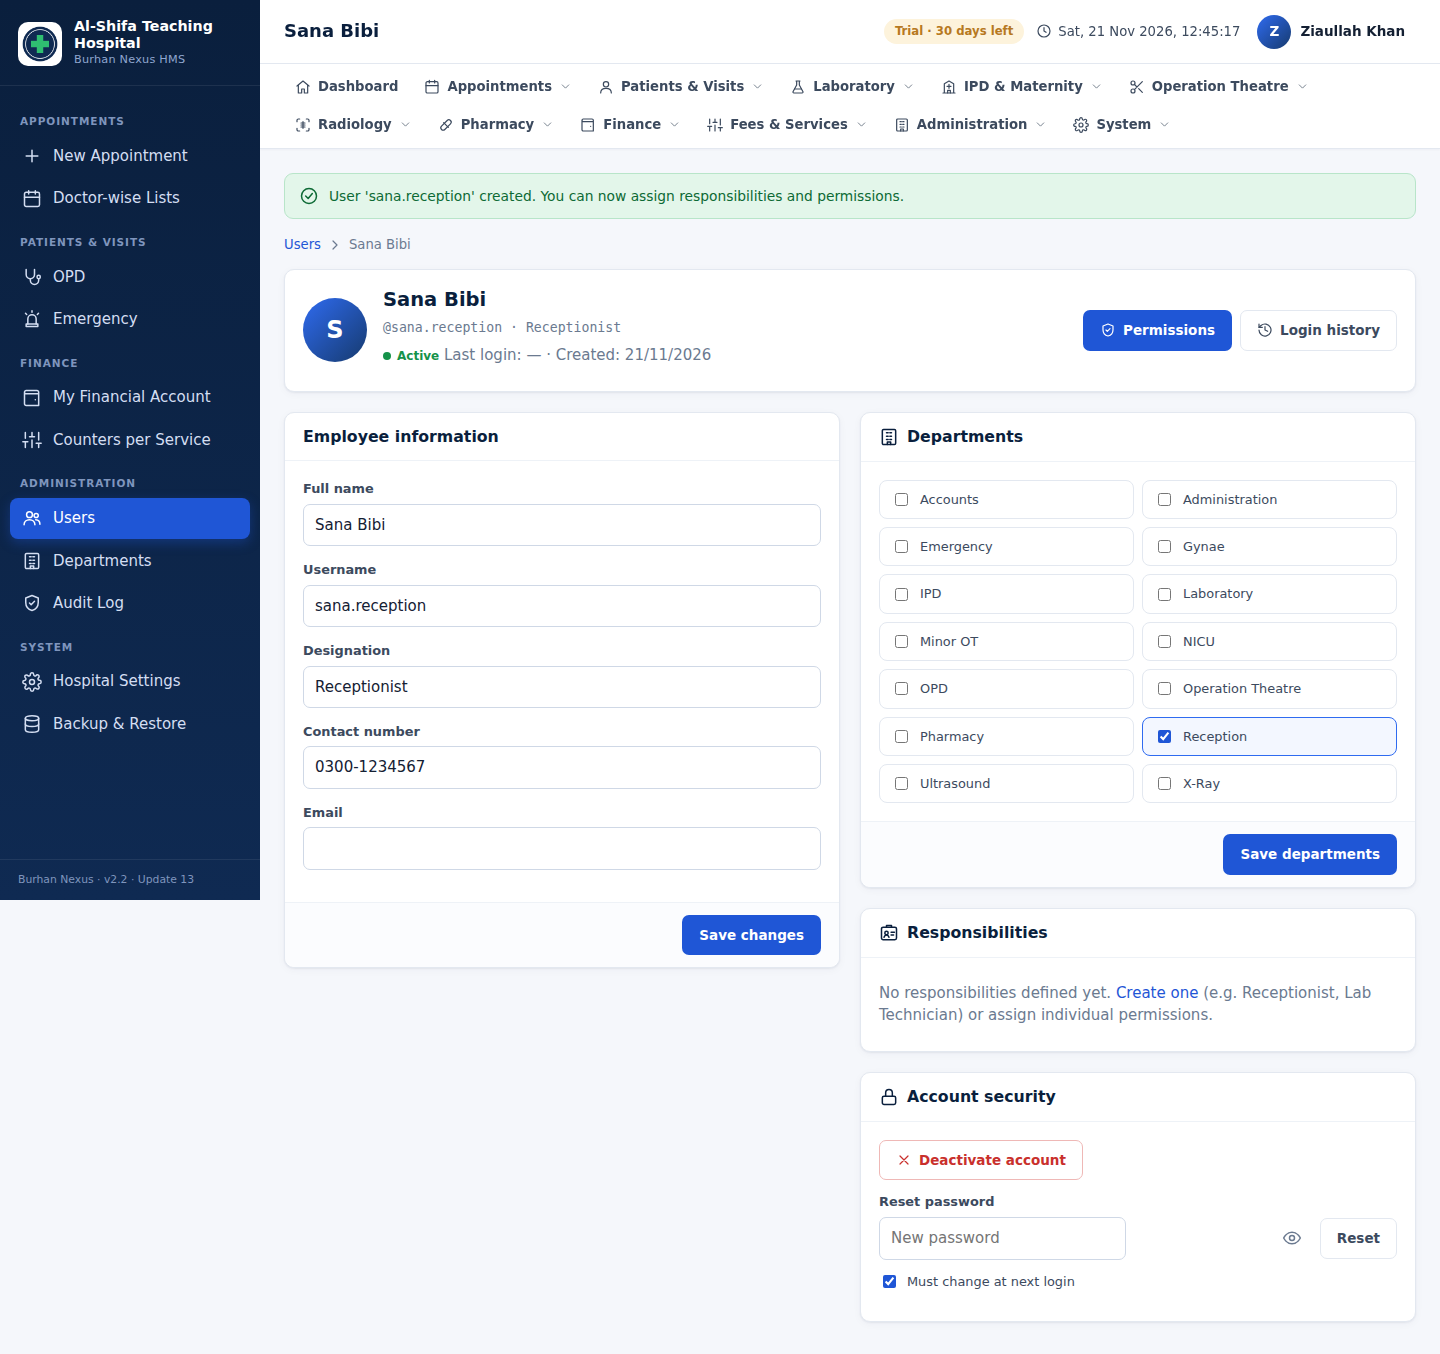 Al-Shifa Teaching
Hospital
Burhan Nexus HMS
APPOINTMENTS
New Appointment
Doctor-wise Lists
PATIENTS & VISITS
OPD
Emergency
FINANCE
My Financial Account
Counters per Service
ADMINISTRATION
Users
Departments
Audit Log
SYSTEM
Hospital Settings
Backup & Restore
Burhan Nexus · v2.2 · Update 13
Sana Bibi
Trial · 30 days left
Sat, 21 Nov 2026, 12:45:17
Z
Ziaullah Khan
Dashboard
Appointments
Patients & Visits
Laboratory
IPD & Maternity
Operation Theatre
Radiology
Pharmacy
Finance
Fees & Services
Administration
System
User 'sana.reception' created. You can now assign responsibilities and permissions.
Users > Sana Bibi
S
Sana Bibi
@sana.reception · Receptionist
Active Last login: — · Created: 21/11/2026
Permissions
Login history
Employee information
Full name
Sana Bibi
Username
sana.reception
Designation
Receptionist
Contact number
0300-1234567
Email
Save changes
Departments
Accounts
Administration
Emergency
Gynae
IPD
Laboratory
Minor OT
NICU
OPD
Operation Theatre
Pharmacy
Reception
Ultrasound
X-Ray
Save departments
Responsibilities
No responsibilities defined yet. Create one (e.g. Receptionist, Lab
Technician) or assign individual permissions.
Account security
Deactivate account
Reset password
New password
Reset
Must change at next login